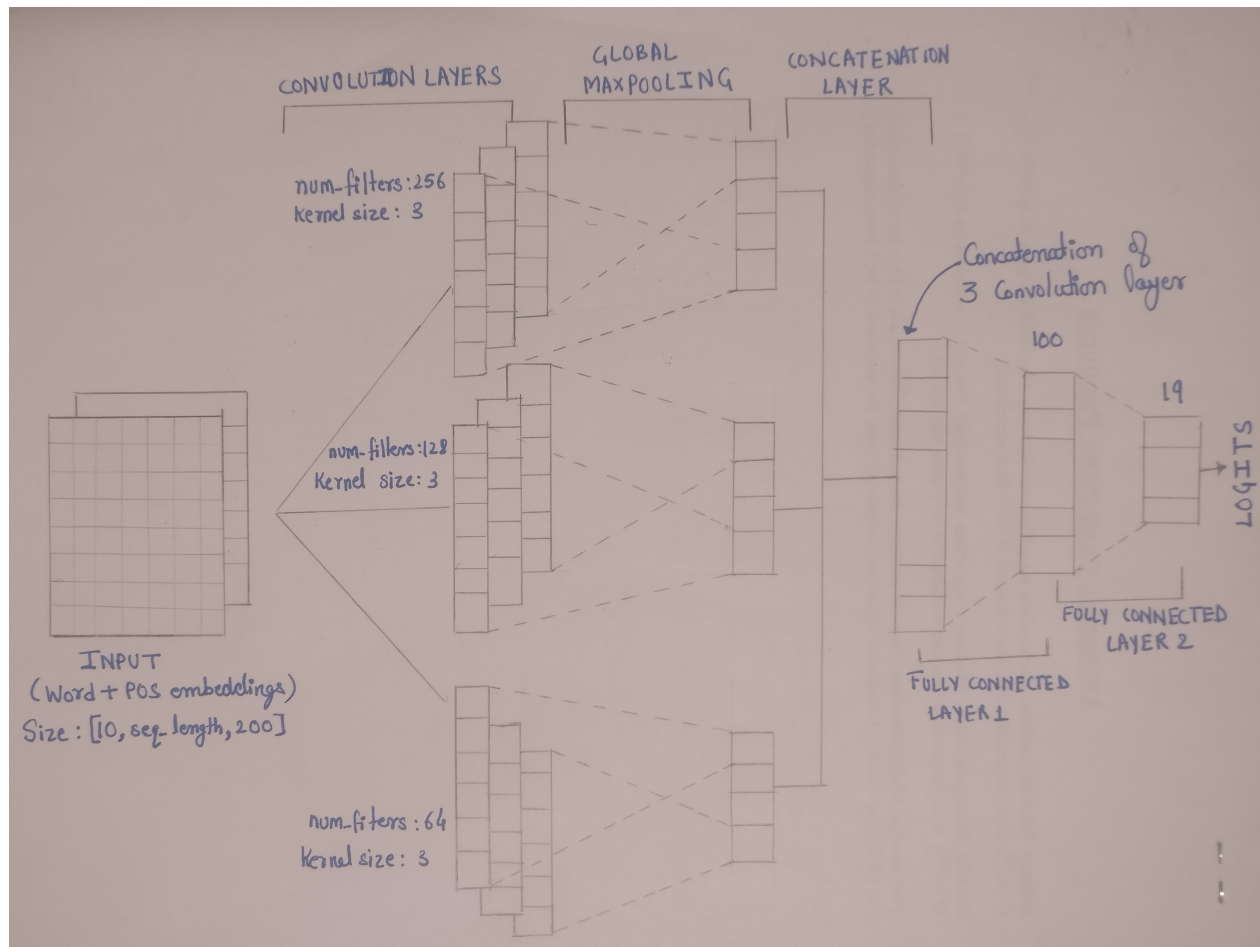 CONVOLUTION LAYERS
GLOBAL
MAXPOOLING
CONCATENATION
LAYER
num-filters:256
Kernel size: 3
Concatenation of
3 Convolution layer
100
19
LOGITS
num-filters:128
Kernel size: 3
INPUT
(Word + POS embeddings)
Size: [10, seq_length, 200]
FULLY CONNECTED
LAYER 2
FULLY CONNECTED
LAYER 1
num-fiters: 64
Kernel size: 3